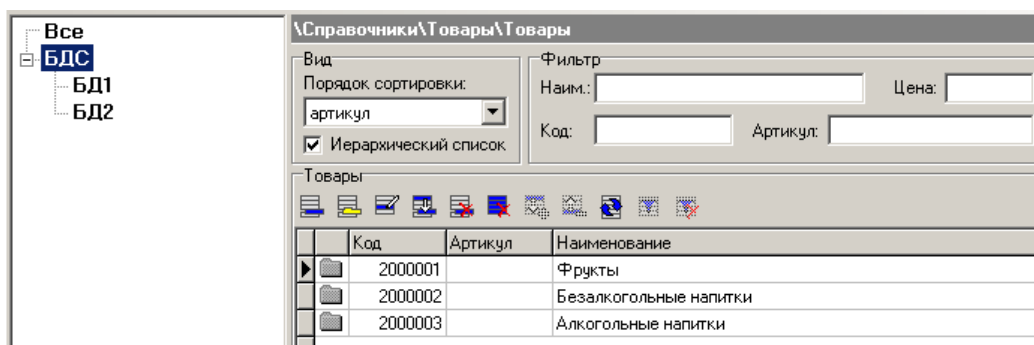 Все
БДС
БД1
БД2
\Справочники\Товары\Товары
Вид
Порядок сортировки:
артикул
Иерархический список
Фильтр
Наим.:
Цена:
Код:
Артикул:
Товары
Код Артикул Наименование
2000001 Фрукты
2000002 Безалкогольные напитки
2000003 Алкогольные напитки